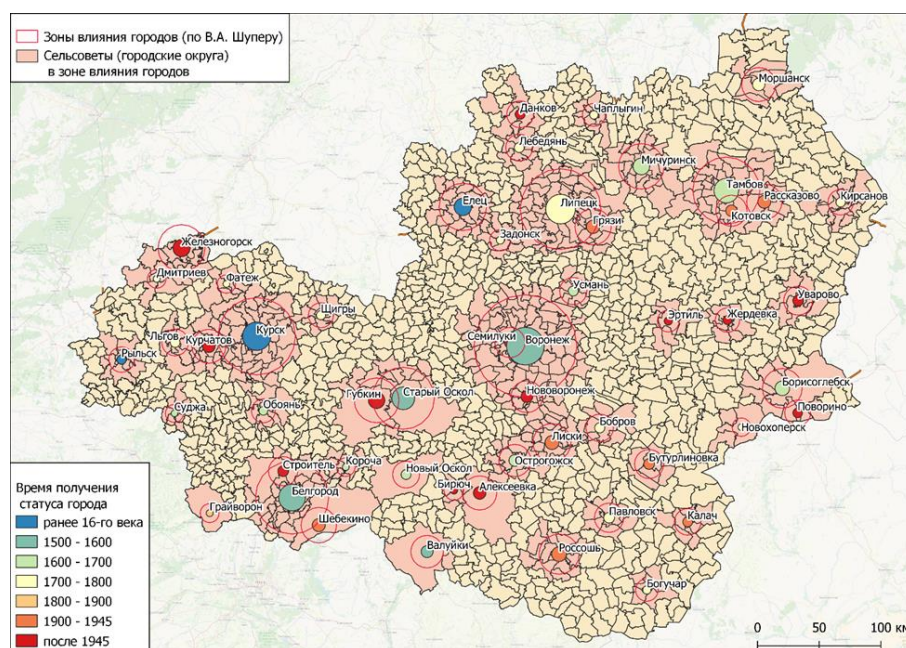 Зоны влияния городов (по В.А. Шуперу)
Сельсоветы (городские округа)
в зоне влияния городов
Моршанск
Данков
Чаплыгин
Лебедянь
Мичуринск
Тамбов
Рассказово
Кирсанов
Котовск
Елец
Липецк
Грязи
Задонск
Железногорск
Дмитриев
Фатеж
Усмань
Уварово
Щигры
Эртиль
Жердевка
Курск
Семилуки
Воронеж
Льгов
Курчатов
Рыльск
Борисоглебск
Губкин
Старый Оскол
Нововоронеж
Поворино
Суджа
Обоянь
Новохоперск
Бобров
Лиски
Острогожск
Бутурлиновка
Строитель
Короча
Новый Оскол
Бирюч
Алексеевка
Белгород
Грайворон
Шебекино
Павловск
Калач
Валуйки
Россошь
Богучар
Время получения
статуса города
ранее 16-го века
1500 - 1600
1600 - 1700
1700 - 1800
1800 - 1900
1900 - 1945
после 1945
0 50 100 км